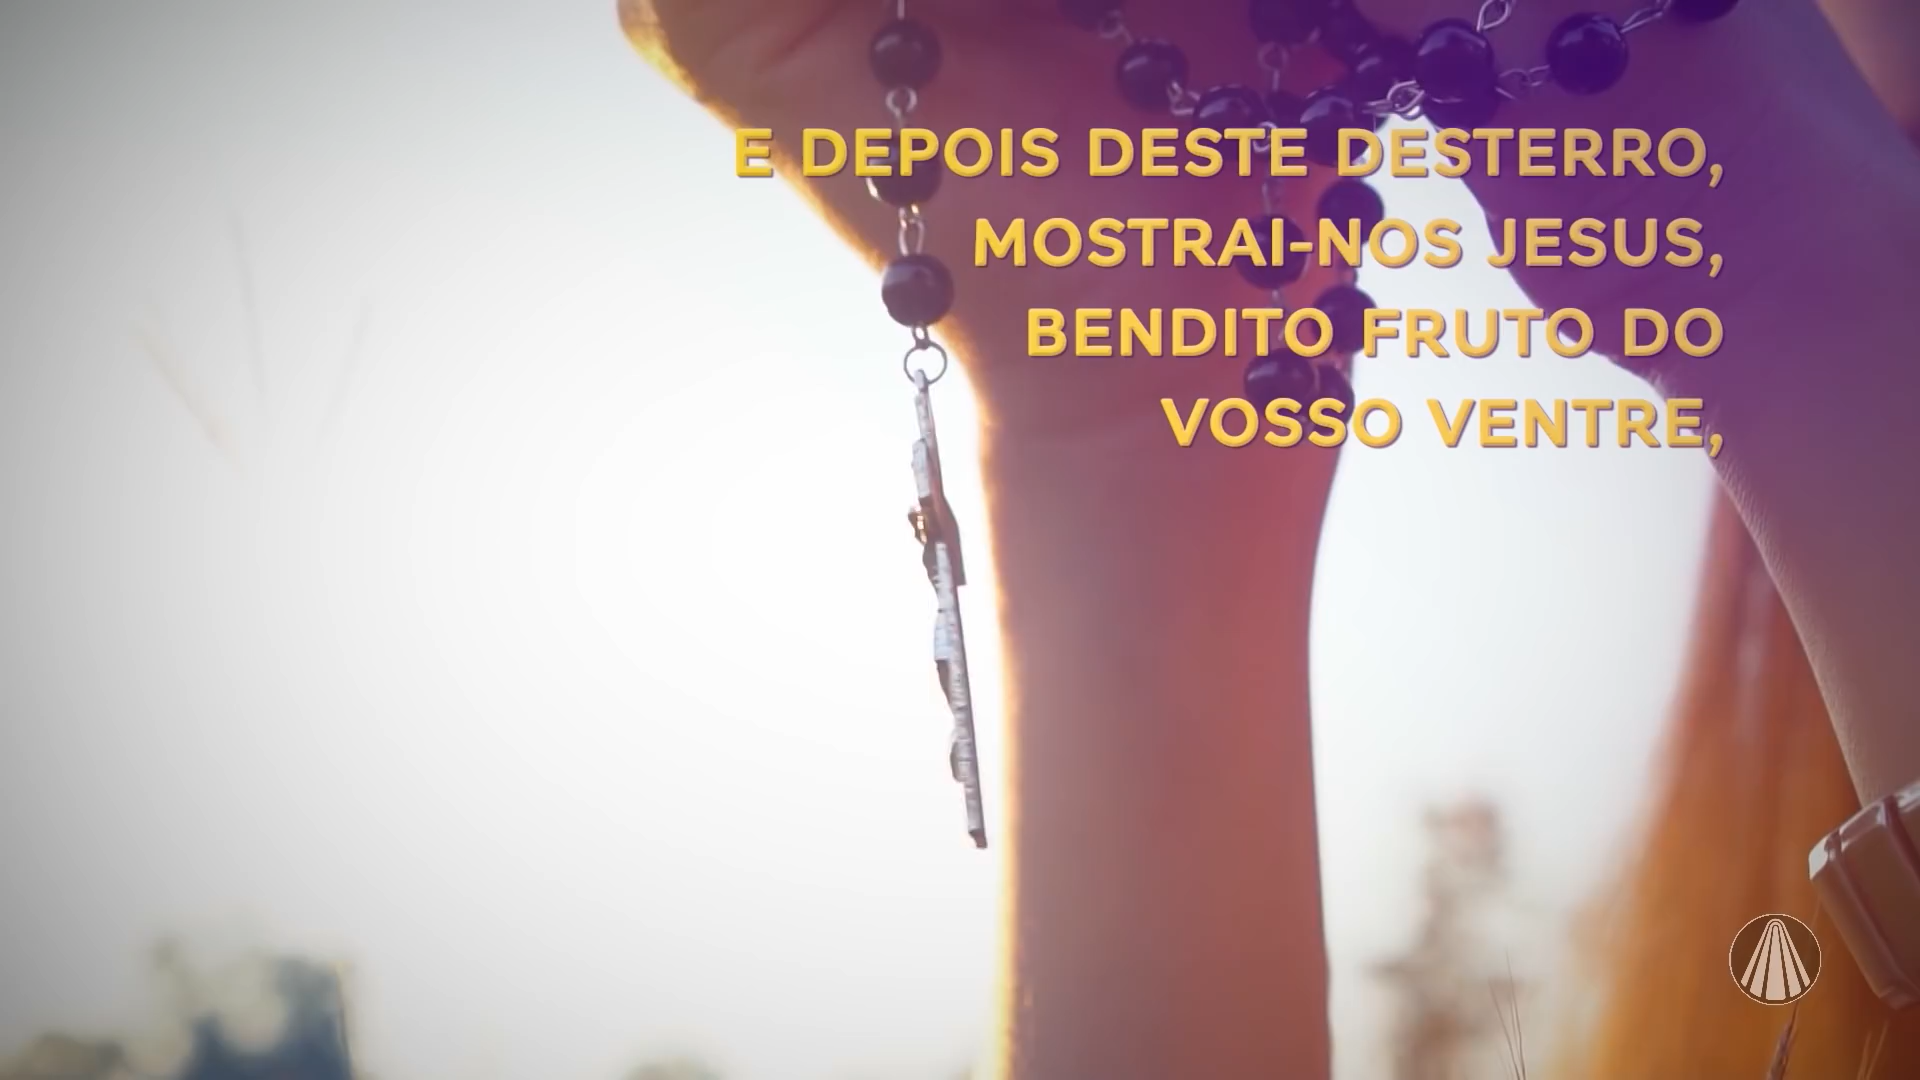 E DEPOIS DESTE DESTERRO,
MOSTRAI-NOS JESUS,
BENDITO FRUTO DO
VOSSO VENTRE,